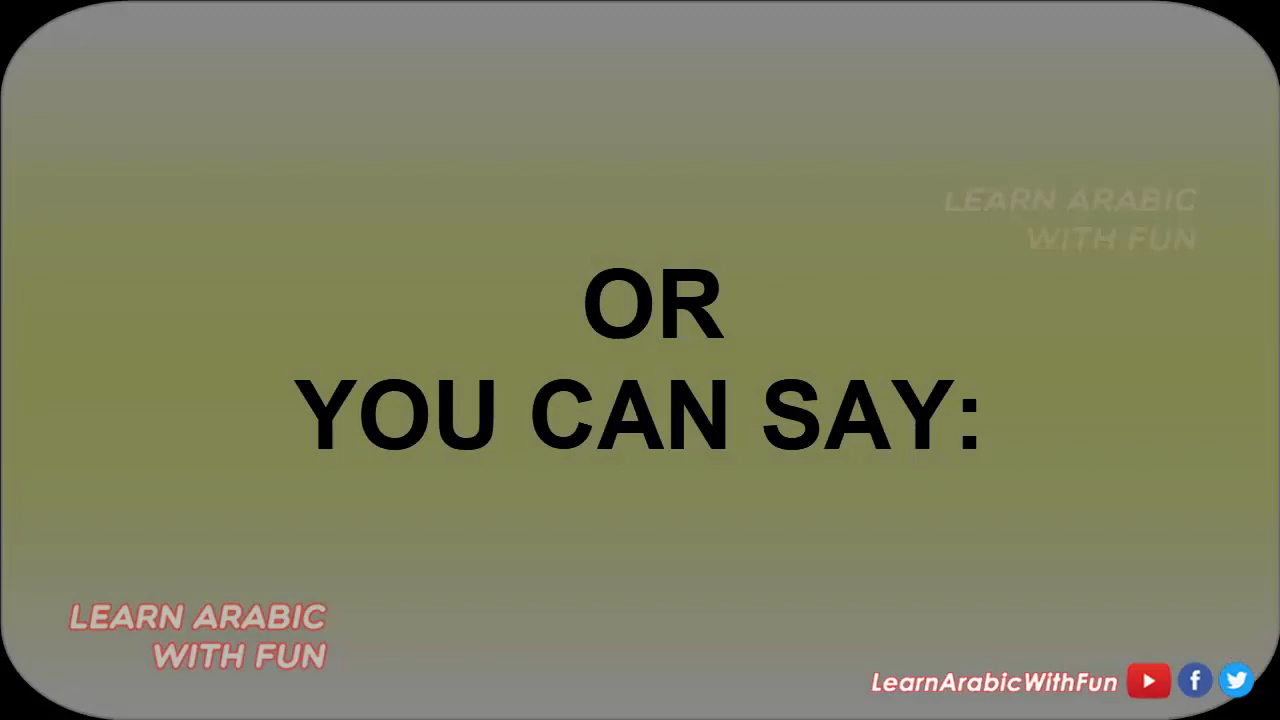 LEARN ARABIC
WITH FUN
OR
YOU CAN SAY:
LEARN ARABIC
WITH FUN
LearnArabicWithFun